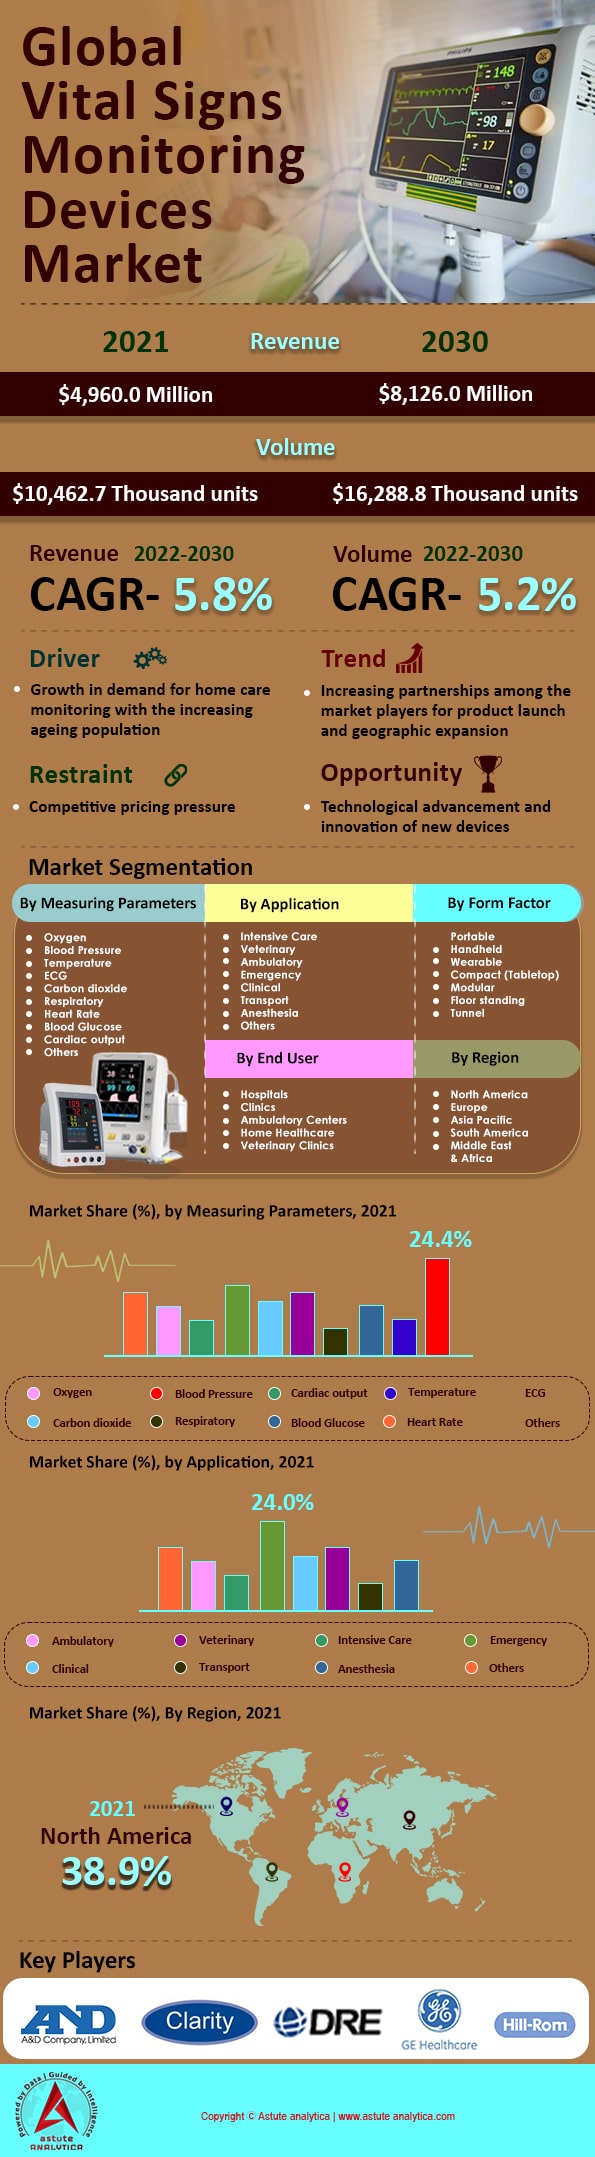 Global
Vital Signs
Monitoring
Devices
Market
PHILIPS
148
98
17
2021 Revenue 2030
$4,960.0 Million $8,126.0 Million
Volume
$10,462.7 Thousand units $16,288.8 Thousand units
Revenue 2022-2030 Volume 2022-2030
CAGR- 5.8% CAGR- 5.2%
Driver
Growth in demand for home care
monitoring with the increasing
ageing population
Trend
Increasing partnerships among the
market players for product launch
and geographic expansion
Restraint
Competitive pricing pressure
Opportunity
Technological advancement and
innovation of new devices
Market Segmentation
By Measuring Parameters
Oxygen
Blood Pressure
Temperature
ECG
Carbon dioxide
Respiratory
Heart Rate
Blood Glucose
Cardiac output
Others
By Application
Intensive Care
Veterinary
Ambulatory
Emergency
Clinical
Transport
Anesthesia
Others
By Form Factor
Portable
Handheld
Wearable
Compact (Tabletop)
Modular
Floor standing
Tunnel
By End User
Hospitals
Clinics
Ambulatory Centers
Home Healthcare
Veterinary Clinics
By Region
North America
Europe
Asia Pacific
South America
Middle East
& Africa
Market Share (%), by Measuring Parameters, 2021
24.4%
Oxygen Blood Pressure Cardiac output Temperature ECG
Carbon dioxide Respiratory Blood Glucose Heart Rate Others
Market Share (%), by Application, 2021
24.0%
Ambulatory Veterinary Intensive Care Emergency
Clinical Transport Anesthesia Others
Market Share (%), By Region, 2021
2021
North America
38.9%
Key Players
AND
A&D Company, Limited
Clarity
DRE
GE
GE Healthcare
Hill-Rom
Powered by Data | Guided by Intelligence
astute
ANALYTICA
Copyright © Astute analytica | www.astute analytica.com